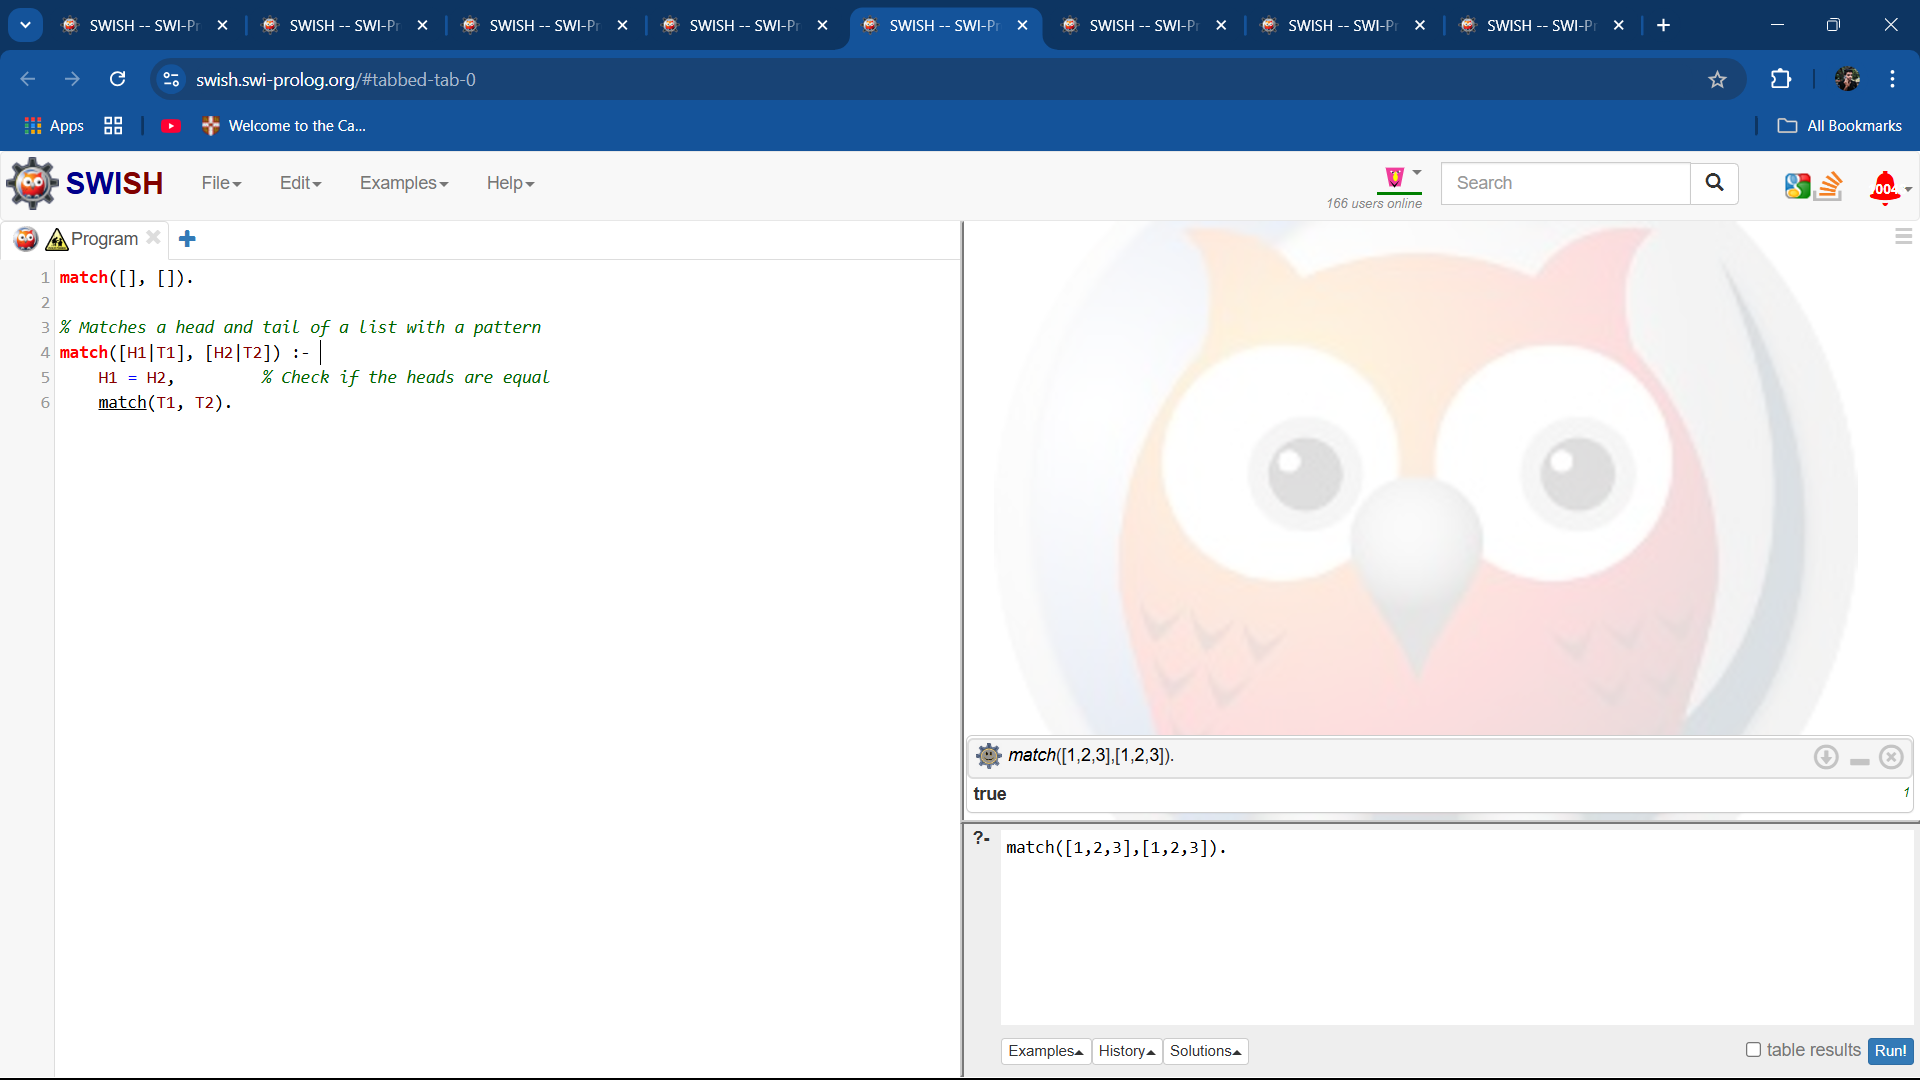 SWISH -- SWI-Pr SWISH -- SWI-Pr SWISH -- SWI-Pr SWISH -- SWI-Pr SWISH -- SWI-Pr SWISH -- SWI-Pr SWISH -- SWI-Pr SWISH -- SWI-Pr
swish.swi-prolog.org/#tabbed-tab-0
Apps Welcome to the Ca... All Bookmarks
SWISH File Edit Examples Help 166 users online Search 004
Program
1 match([], []).
2
3 % Matches a head and tail of a list with a pattern
4 match([H1|T1], [H2|T2]) :-
5 H1 = H2, % Check if the heads are equal
6 match(T1, T2).
match([1,2,3],[1,2,3]).
true 1
?- match([1,2,3],[1,2,3]).
Examples History Solutions table results Run!